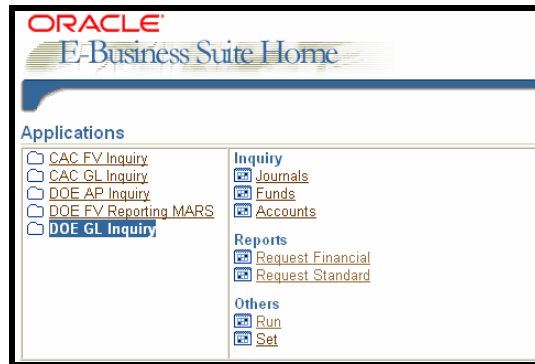 ORACLE'
E-Business Suite Home
Applications
CAC FV Inquiry
CAC GL Inquiry
DOE AP Inquiry
DOE FV Reporting MARS
DOE GL Inquiry
Inquiry
Journals
Funds
Accounts
Reports
Request Financial
Request Standard
Others
Run
Set